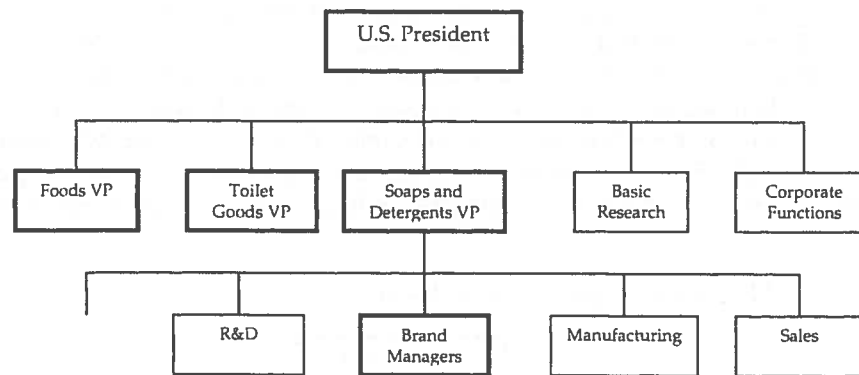 U.S. President
Foods VP
Toilet
Goods VP
Soaps and
Detergents VP
Basic
Research
Corporate
Functions
R&D
Brand
Managers
Manufacturing
Sales